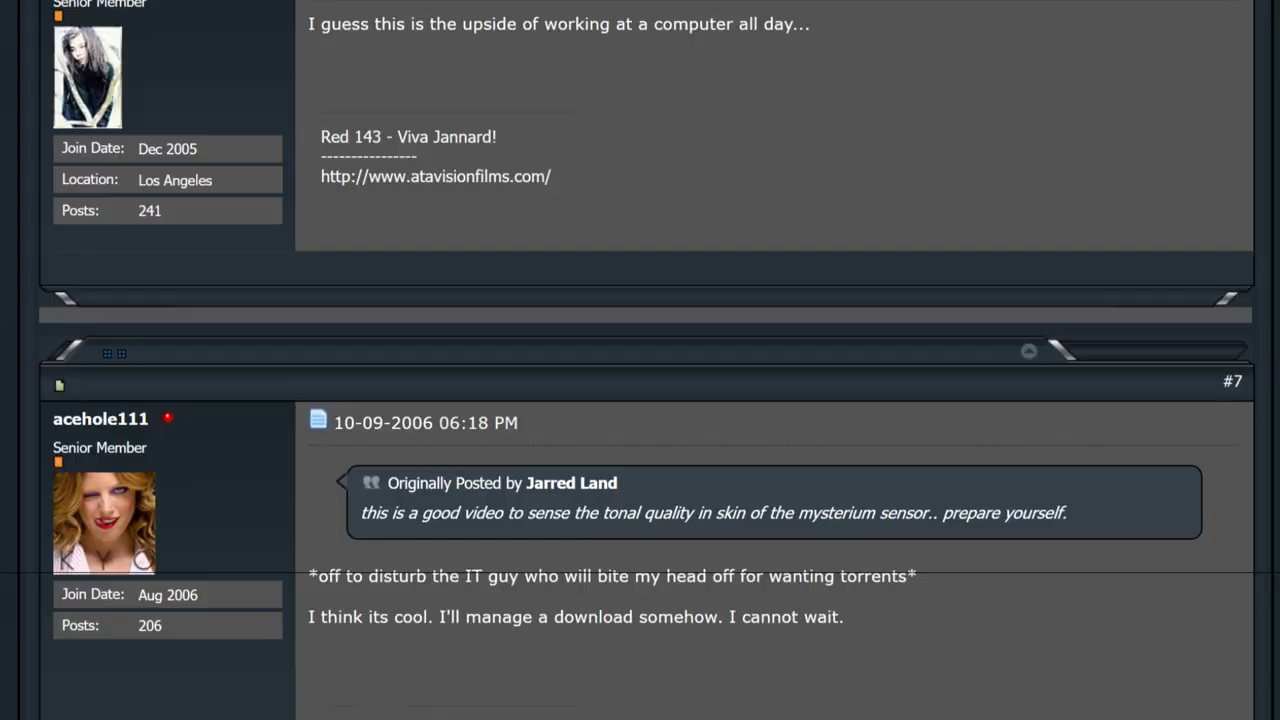 Senior Member
I guess this is the upside of working at a computer all day...
Join Date: Dec 2005
Location: Los Angeles
Posts: 241
Red 143 - Viva Jannard!
----------------
http://www.atavisionfilms.com/
#7
acehole111
Senior Member
K Y O
Join Date: Aug 2006
Posts: 206
10-09-2006 06:18 PM
Originally Posted by Jarred Land
this is a good video to sense the tonal quality in skin of the mysterium sensor.. prepare yourself.
*off to disturb the IT guy who will bite my head off for wanting torrents*
I think its cool. I'll manage a download somehow. I cannot wait.